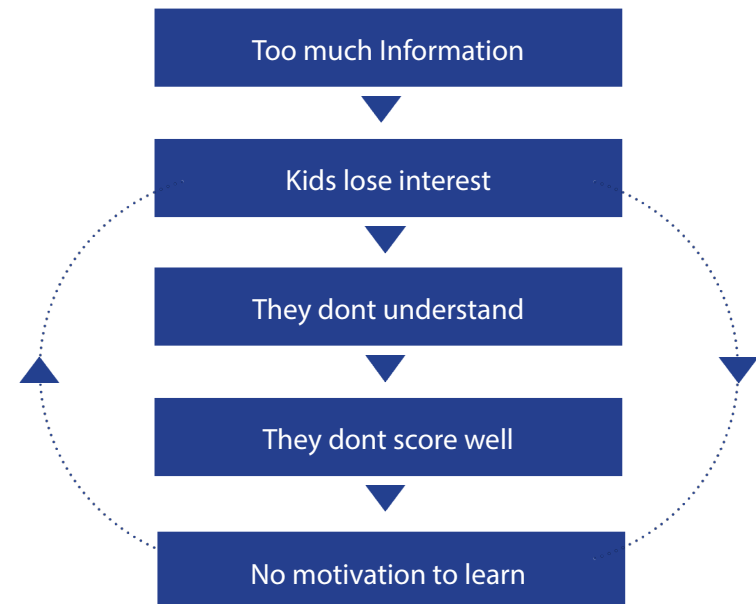 Too much Information
Kids lose interest
They dont understand
They dont score well
No motivation to learn